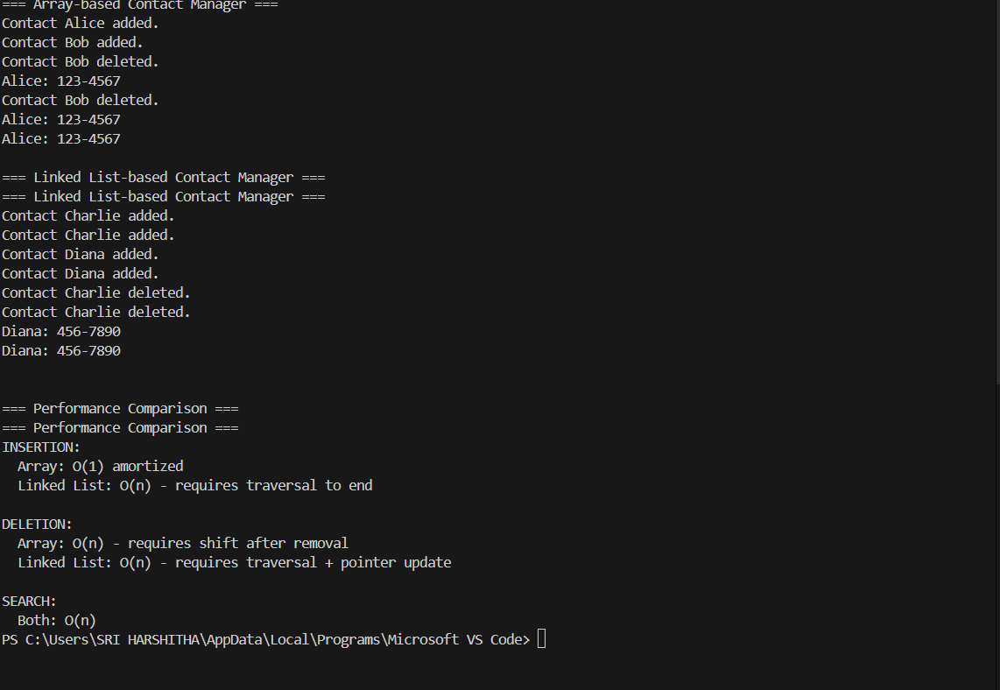 === Array-based Contact Manager ===
Contact Alice added.
Contact Bob added.
Contact Bob deleted.
Alice: 123-4567
Contact Bob deleted.
Alice: 123-4567
Alice: 123-4567
=== Linked List-based Contact Manager ===
=== Linked List-based Contact Manager ===
Contact Charlie added.
Contact Charlie added.
Contact Diana added.
Contact Diana added.
Contact Charlie deleted.
Contact Charlie deleted.
Diana: 456-7890
Diana: 456-7890
=== Performance Comparison ===
=== Performance Comparison ===
INSERTION:
  Array: O(1) amortized
  Linked List: O(n) - requires traversal to end
DELETION:
  Array: O(n) - requires shift after removal
  Linked List: O(n) - requires traversal + pointer update
SEARCH:
  Both: O(n)
PS C:\Users\SRI HARSHITHA\AppData\Local\Programs\Microsoft VS Code>